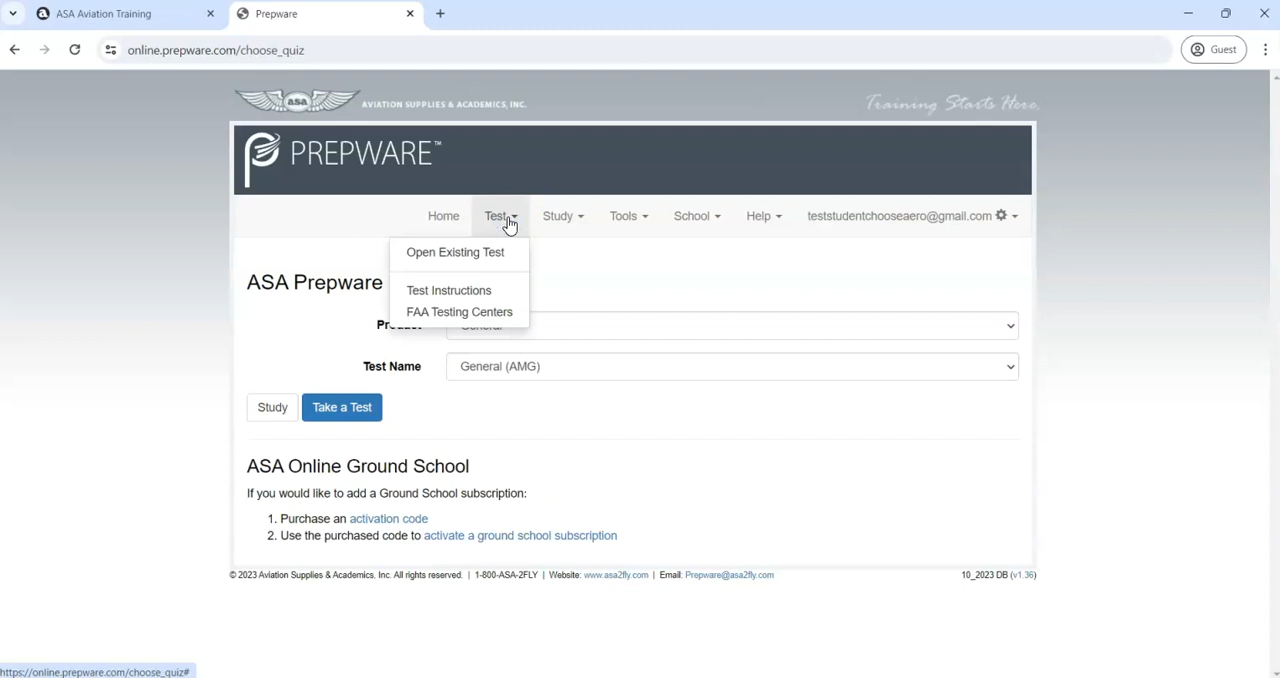 ASA Aviation Training
Prepware
online.prepware.com/choose_quiz
Guest
asa
AVIATION SUPPLIES & ACADEMICS, INC.
Training Starts Here.
PREPWARE™
Home Test Study Tools School Help teststudentchooseaero@gmail.com
Open Existing Test
Test Instructions
FAA Testing Centers
ASA Prepware
Product General
Test Name General (AMG)
Study Take a Test
ASA Online Ground School
If you would like to add a Ground School subscription:
1. Purchase an activation code
2. Use the purchased code to activate a ground school subscription
© 2023 Aviation Supplies & Academics, Inc. All rights reserved. | 1-800-ASA-2FLY | Website: www.asa2fly.com | Email: Prepware@asa2fly.com 10_2023 DB (v1.36)
https://online.prepware.com/choose_quiz#